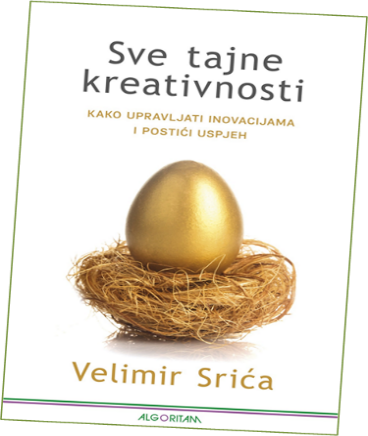 Sve tajne
kreativnosti
KAKO UPRAVLJATI INOVACIJAMA
I POSTIĆI USPJEH
Velimir Srića
ALGORITAM